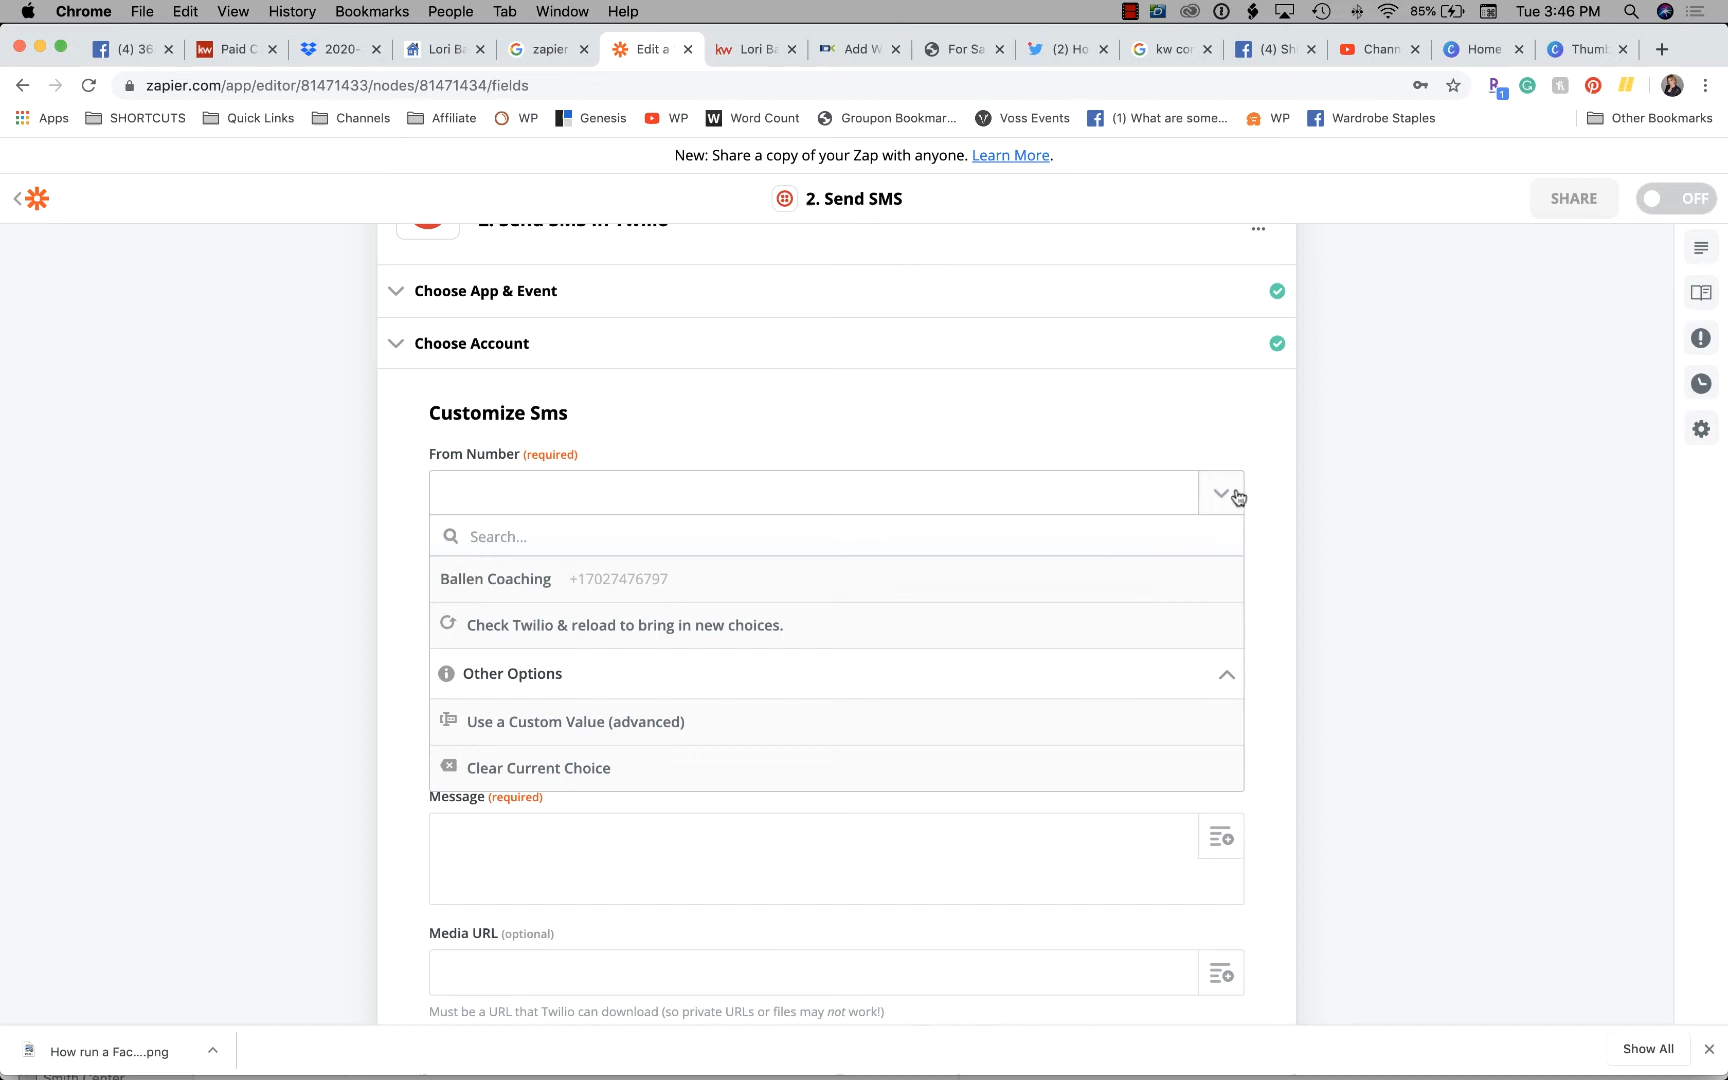 Chrome File Edit View History Bookmarks People Tab Window Help 85% Tue 3:46 PM
(4) 36 Paid C 2020- Lori Ba zapier Edit a Lori Ba Add W For Sa (2) Ho kw cor (4) Sh Chann Home Thumb
zapier.com/app/editor/81471433/nodes/81471434/fields
Apps SHORTCUTS Quick Links Channels Affiliate WP Genesis WP Word Count Groupon Bookmar... Voss Events (1) What are some... WP Wardrobe Staples Other Bookmarks
New: Share a copy of your Zap with anyone. Learn More.
2. Send SMS SHARE OFF
2. Send SMS in Twilio
Choose App & Event
Choose Account
Customize Sms
From Number (required)
Search...
Ballen Coaching +17027476797
Check Twilio & reload to bring in new choices.
Other Options
Use a Custom Value (advanced)
Clear Current Choice
Message (required)
Media URL (optional)
Must be a URL that Twilio can download (so private URLs or files may not work!)
How run a Fac....png Show All
Smith Center